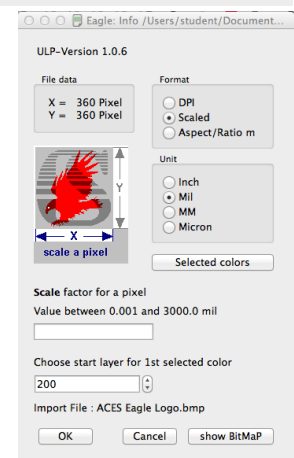 Eagle: Info /Users/student/Document...
ULP-Version 1.0.6
File data
X = 360 Pixel
Y = 360 Pixel
Format
DPI
Scaled
Aspect/Ratio m
Unit
Inch
Mil
MM
Micron
Y
X
scale a pixel
Selected colors
Scale factor for a pixel
Value between 0.001 and 3000.0 mil
Choose start layer for 1st selected color
200
Import File : ACES Eagle Logo.bmp
OK
Cancel
show BitMaP